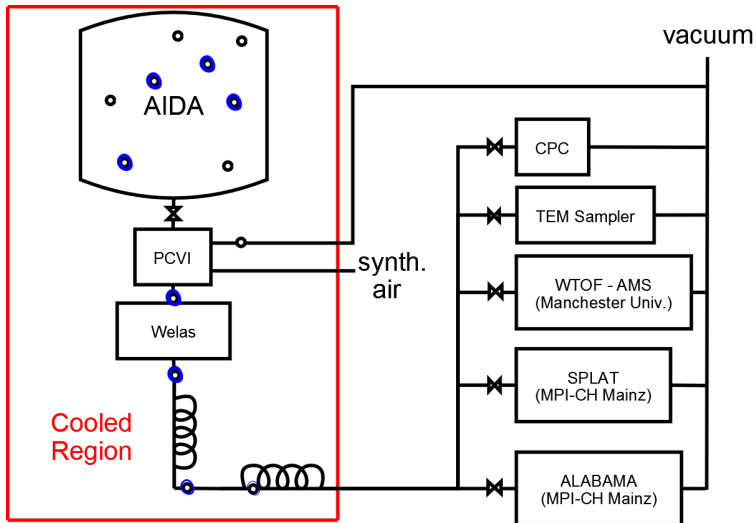 vacuum
AIDA
CPC
TEM Sampler
PCVI
synth.
air
WTOF - AMS
(Manchester Univ.)
Welas
SPLAT
(MPI-CH Mainz)
Cooled
Region
ALABAMA
(MPI-CH Mainz)